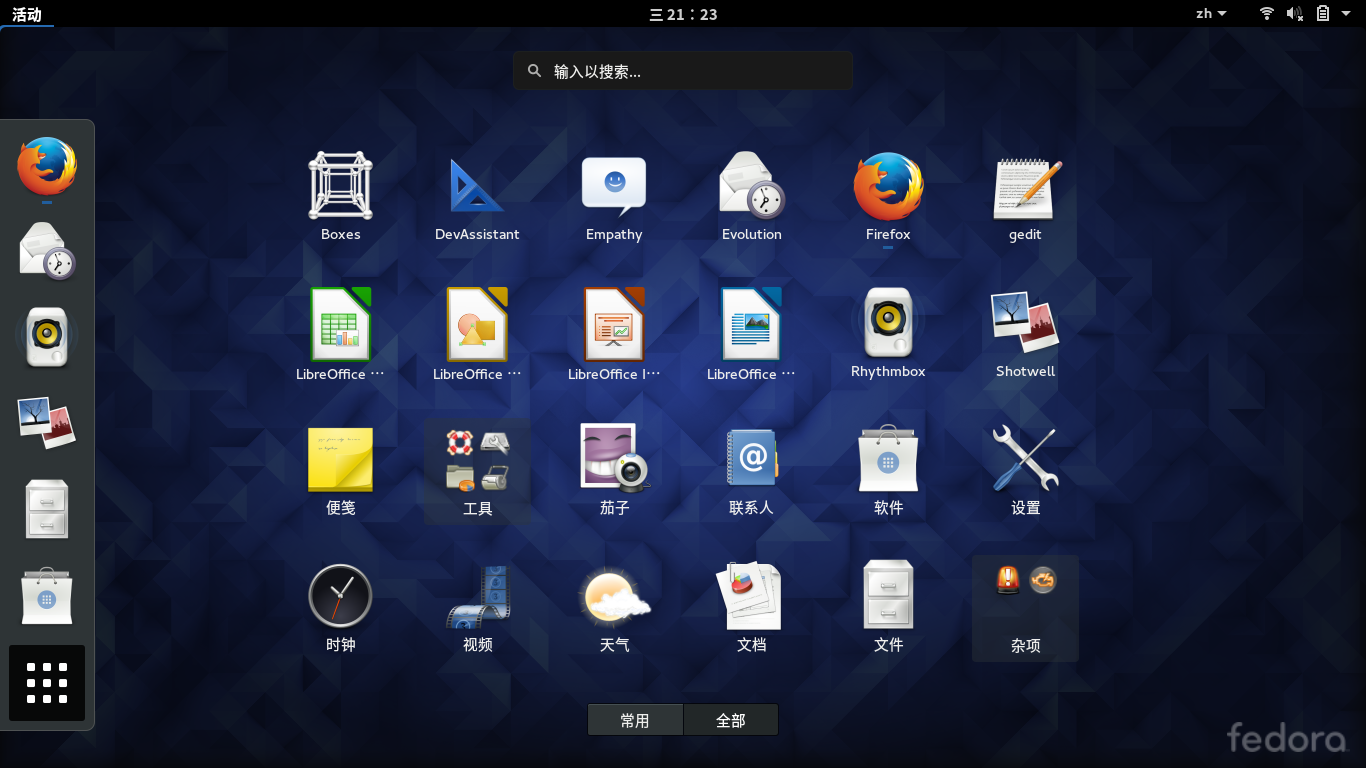 活动
三 21：23
zh
输入以搜索...
Boxes
DevAssistant
Empathy
Evolution
Firefox
gedit
LibreOffice ⋯
LibreOffice ⋯
LibreOffice I⋯
LibreOffice ⋯
Rhythmbox
Shotwell
便笺
工具
茄子
联系人
软件
设置
时钟
视频
天气
文档
文件
杂项
常用
全部
fedora